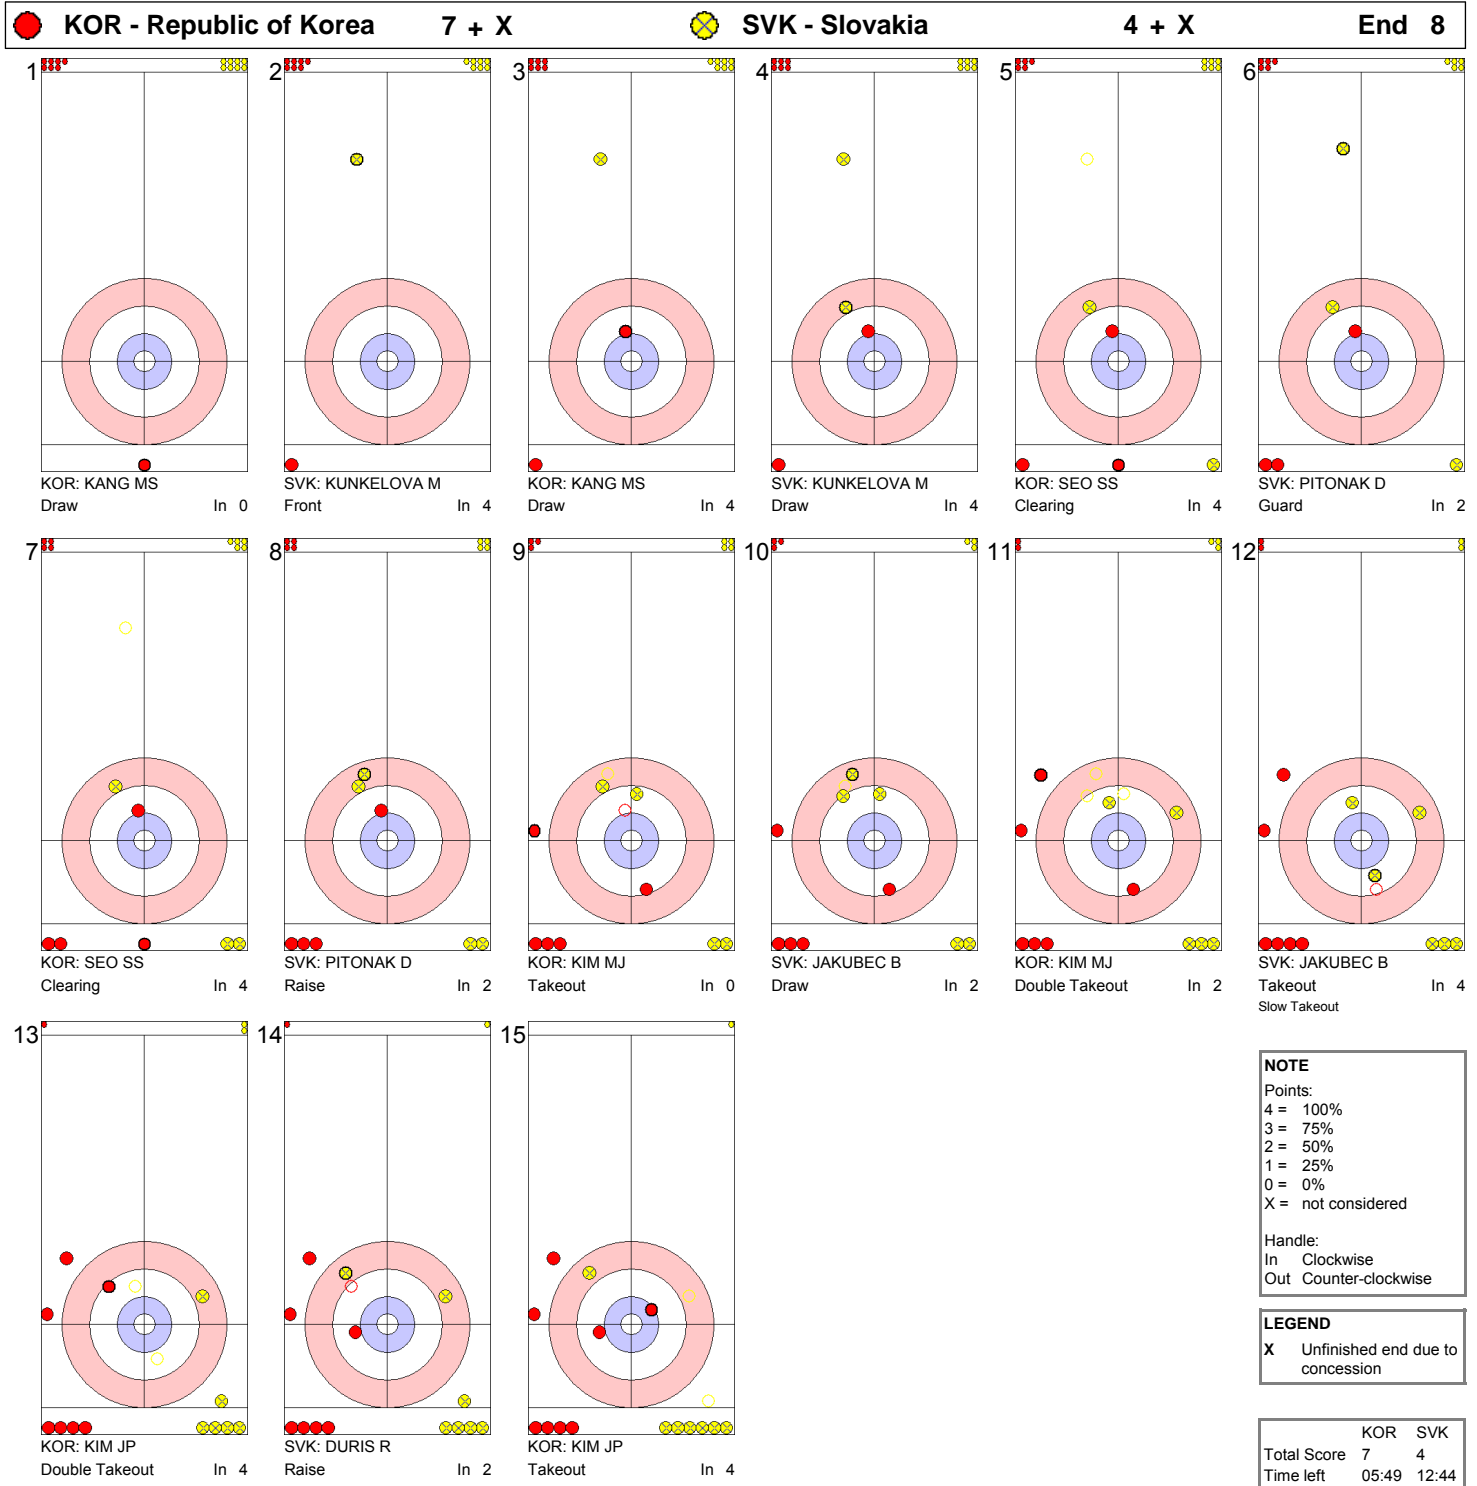 KOR - Republic of Korea 7 + X SVK - Slovakia 4 + X End 8
1 2 3 4 5 6
KOR: KANG MS SVK: KUNKELOVA M KOR: KANG MS SVK: KUNKELOVA M KOR: SEO SS SVK: PITONAK D
Draw In 0 Front In 4 Draw In 4 Draw In 4 Clearing In 4 Guard In 2
7 8 9 10 11 12
KOR: SEO SS SVK: PITONAK D KOR: KIM MJ SVK: JAKUBEC B KOR: KIM MJ SVK: JAKUBEC B
Clearing In 4 Raise In 2 Takeout In 0 Draw In 2 Double Takeout In 2 Takeout In 4
Slow Takeout
13 14 15
KOR: KIM JP SVK: DURIS R KOR: KIM JP
Double Takeout In 4 Raise In 2 Takeout In 4
NOTE
Points:
4 = 100%
3 = 75%
2 = 50%
1 = 25%
0 = 0%
X = not considered
Handle:
In Clockwise
Out Counter-clockwise
LEGEND
X Unfinished end due to
concession
KOR SVK
Total Score 7 4
Time left 05:49 12:44